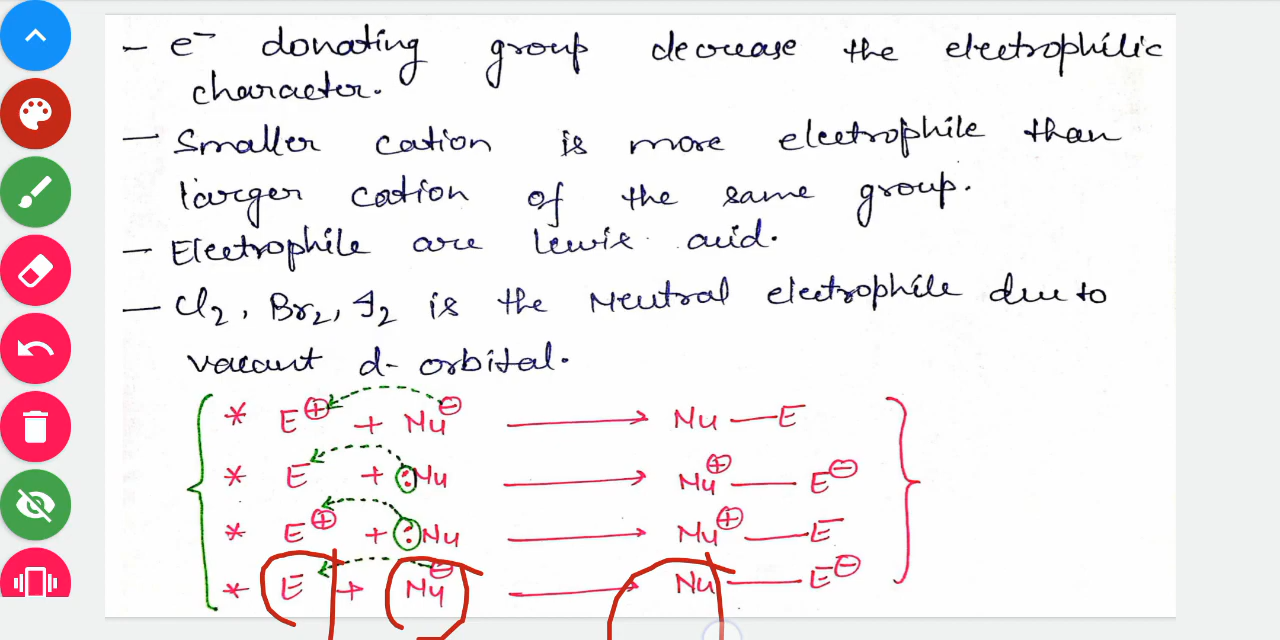 - e⁻ donating group decrease the electrophilic
character.
- Smaller cation is more electrophile than
larger cation of the same group.
- Electrophile are lewis acid.
- Cl₂, Br₂, I₂ is the Neutral electrophile due to
vacant d-orbital.
* E⊕ + Nu⊖ ⟶ Nu—E
* E + :Nu ⟶ Nu⊕—E⊖
* E⊕ + :Nu ⟶ Nu⊕—E
* E + Nu⊖ ⟶ Nu—E⊖